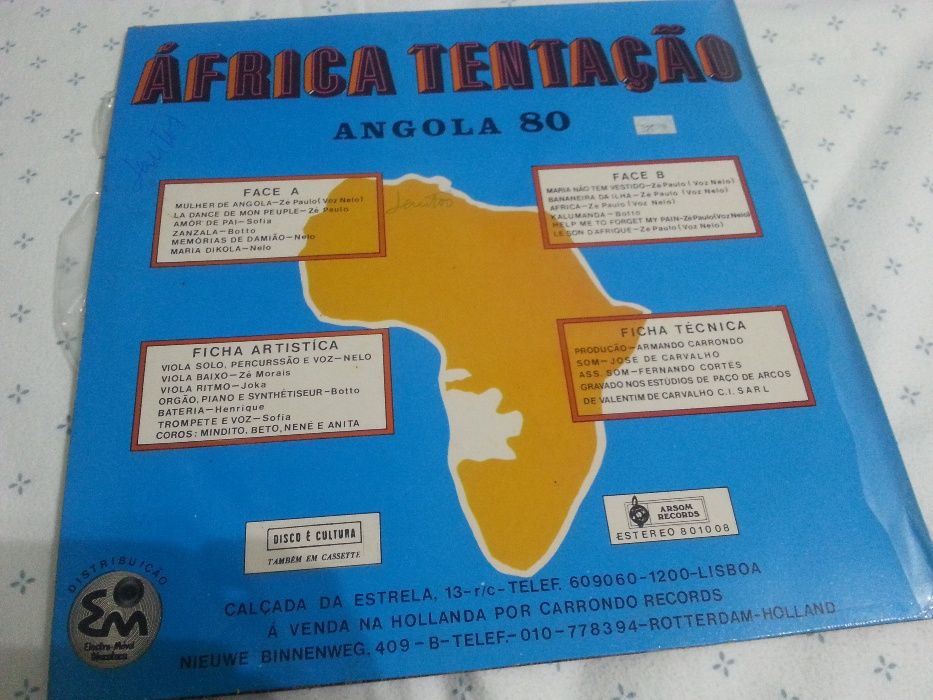 ÁFRICA TENTAÇÃO
ANGOLA 80
FACE A
MULHER DE ANGOLA-Zé Paulo (Voz Nelo)
LA DANCE DE MON PEUPLE-Zé Paulo
AMOR DE PAI-Sofia
ZANZALA-Botto
MEMÓRIAS DE DAMIÃO-Nelo
MARIA DIKOLA-Nelo
FACE B
MARIA NÃO TEM VESTIDO-Zé Paulo (Voz Nelo)
BANANEIRA DA ILHA-Zé Paulo (Voz Nelo)
AFRICA-Zé Paulo (Voz Nelo)
KALUMANDA-Botto
HELP ME TO FORGET MY PAIN-Zé Paulo (Voz Nelo)
LE SON D'AFRIQUE-Zé Paulo (Voz Nelo)
FICHA ARTISTÍCA
VIOLA SOLO, PERCURSSÃO E VOZ-NELO
VIOLA BAIXO-Zé Morais
VIOLA RITMO-Joka
ORGÃO, PIANO E SYNTHÉTISEUR-Botto
BATERIA-Henrique
TROMPETE E VOZ-Sofia
COROS: MINDITO, BETO, NENÉ E ANITA
FICHA TÉCNICA
PRODUCÃO-ARMANDO CARRONDO
SOM-JOSÉ DE CARVALHO
ASS. SOM-FERNANDO CORTÊS
GRAVADO NOS ESTÚDIOS DE PAÇO DE ARCOS
DE VALENTIM DE CARVALHO C.I. SARL
DISCO É CULTURA
TAMBÉM EM CASSETTE
ARSOM
RECORDS
ESTEREO 801008
DISTRIBUIÇÃO
EM
Electro-Móvel
Discoteca
CALÇADA DA ESTRELA, 13-r/c-TELEF. 609060-1200-LISBOA
Á VENDA NA HOLLANDA POR CARRONDO RECORDS
NIEUWE BINNENWEG, 409-B-TELEF.-010-778394-ROTTERDAM-HOLLAND